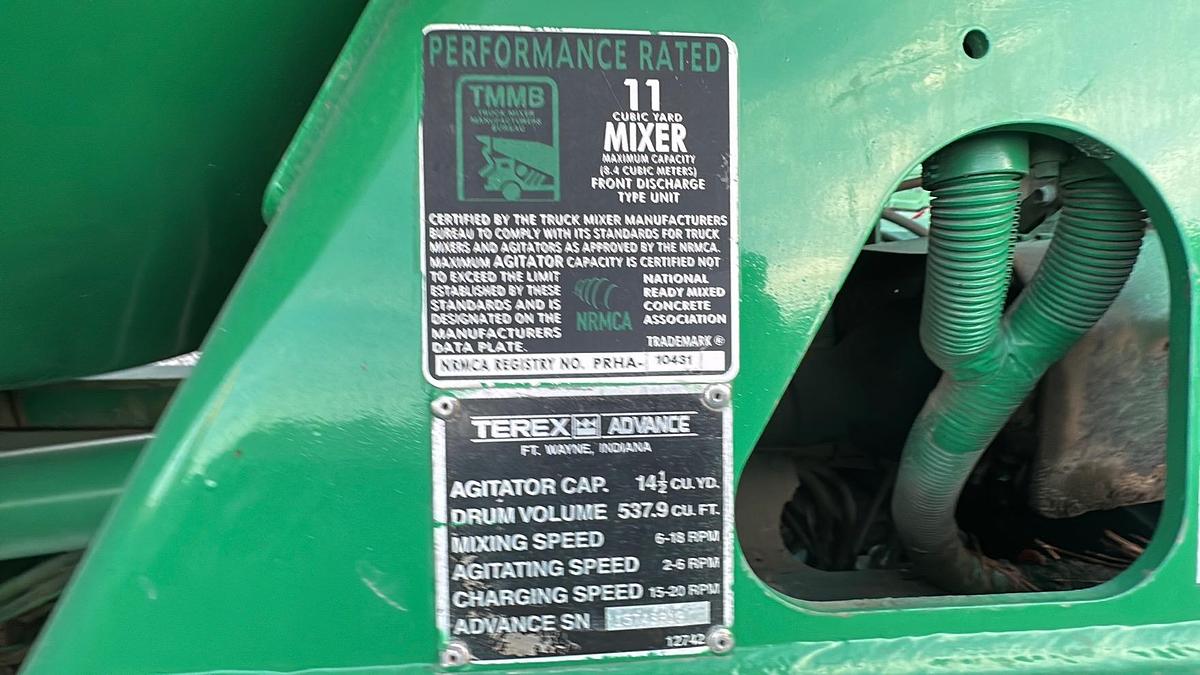 PERFORMANCE RATED
TMMB
TRUCK MIXER
MANUFACTURERS
BUREAU
11
CUBIC YARD
MIXER
MAXIMUM CAPACITY
(8.4 CUBIC METERS)
FRONT DISCHARGE
TYPE UNIT
CERTIFIED BY THE TRUCK MIXER MANUFACTURERS
BUREAU TO COMPLY WITH ITS STANDARDS FOR TRUCK
MIXERS AND AGITATORS AS APPROVED BY THE NRMCA.
MAXIMUM AGITATOR CAPACITY IS CERTIFIED NOT
TO EXCEED THE LIMIT
ESTABLISHED BY THESE
STANDARDS AND IS
DESIGNATED ON THE
MANUFACTURERS
DATA PLATE.
NRMCA
NATIONAL
READY MIXED
CONCRETE
ASSOCIATION
TRADEMARK ®
NRMCA REGISTRY NO. PRHA- 10431
TEREX ADVANCE
FT. WAYNE, INDIANA
AGITATOR CAP. 14½ CU. YD.
DRUM VOLUME 537.9 CU. FT.
MIXING SPEED 6-18 RPM
AGITATING SPEED 2-6 RPM
CHARGING SPEED 15-20 RPM
ADVANCE SN
12742